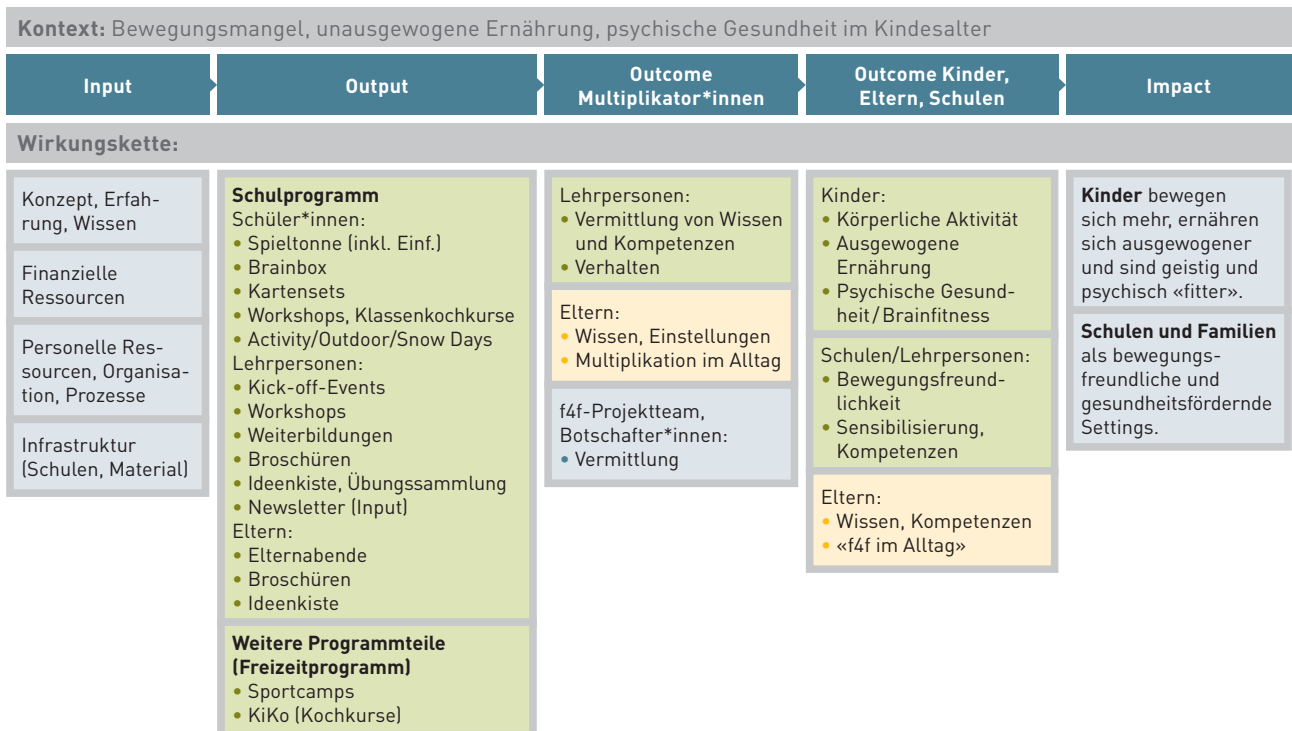 Kontext: Bewegungsmangel, unausgewogene Ernährung, psychische Gesundheit im Kindesalter
Input
Output
Outcome
Multiplikator*innen
Outcome Kinder,
Eltern, Schulen
Impact
Wirkungskette:
Konzept, Erfah-
rung, Wissen
Finanzielle
Ressourcen
Personelle Res-
sourcen, Organisa-
tion, Prozesse
Infrastruktur
(Schulen, Material)
Schulprogramm
Schüler*innen:
• Spieltonne (inkl. Einf.)
• Brainbox
• Kartensets
• Workshops, Klassenkochkurse
• Activity/Outdoor/Snow Days
Lehrpersonen:
• Kick-off-Events
• Workshops
• Weiterbildungen
• Broschüren
• Ideenkiste, Übungssammlung
• Newsletter (Input)
Eltern:
• Elternabende
• Broschüren
• Ideenkiste
Weitere Programmteile
(Freizeitprogramm)
• Sportcamps
• KiKo (Kochkurse)
Lehrpersonen:
• Vermittlung von Wissen
und Kompetenzen
• Verhalten
Eltern:
• Wissen, Einstellungen
• Multiplikation im Alltag
f4f-Projektteam,
Botschafter*innen:
• Vermittlung
Kinder:
• Körperliche Aktivität
• Ausgewogene
Ernährung
• Psychische Gesund-
heit/Brainfitness
Schulen/Lehrpersonen:
• Bewegungsfreund-
lichkeit
• Sensibilisierung,
Kompetenzen
Eltern:
• Wissen, Kompetenzen
• «f4f im Alltag»
Kinder bewegen
sich mehr, ernähren
sich ausgewogener
und sind geistig und
psychisch «fitter».
Schulen und Familien
als bewegungs-
freundliche und
gesundheitsfördernde
Settings.